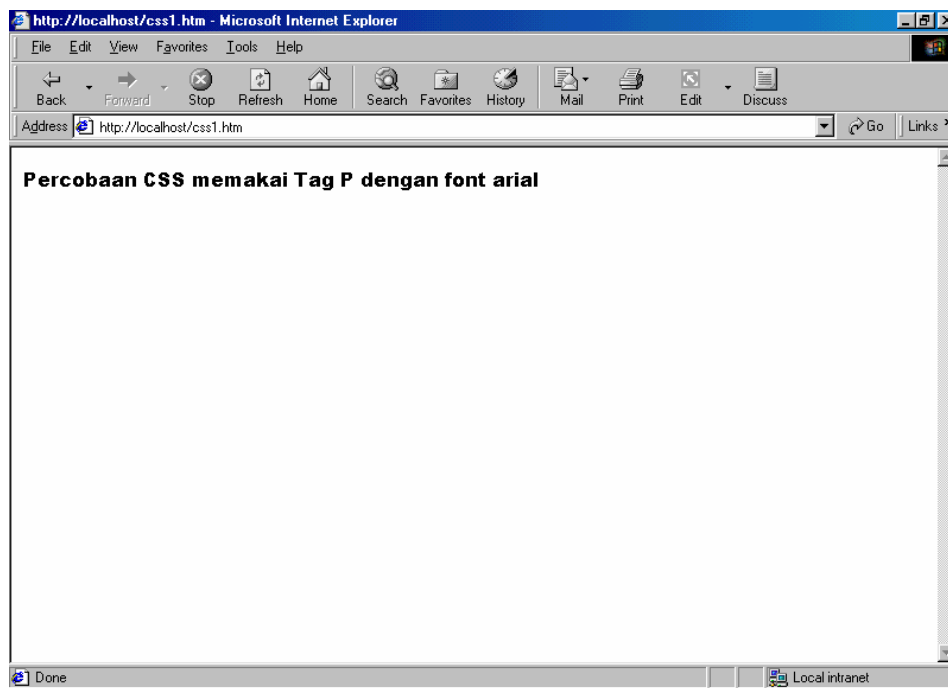 http://localhost/css1.htm - Microsoft Internet Explorer
File Edit View Favorites Tools Help
Back Forward Stop Refresh Home Search Favorites History Mail Print Edit Discuss
Address http://localhost/css1.htm Go Links
Percobaan CSS memakai Tag P dengan font arial
Done Local intranet